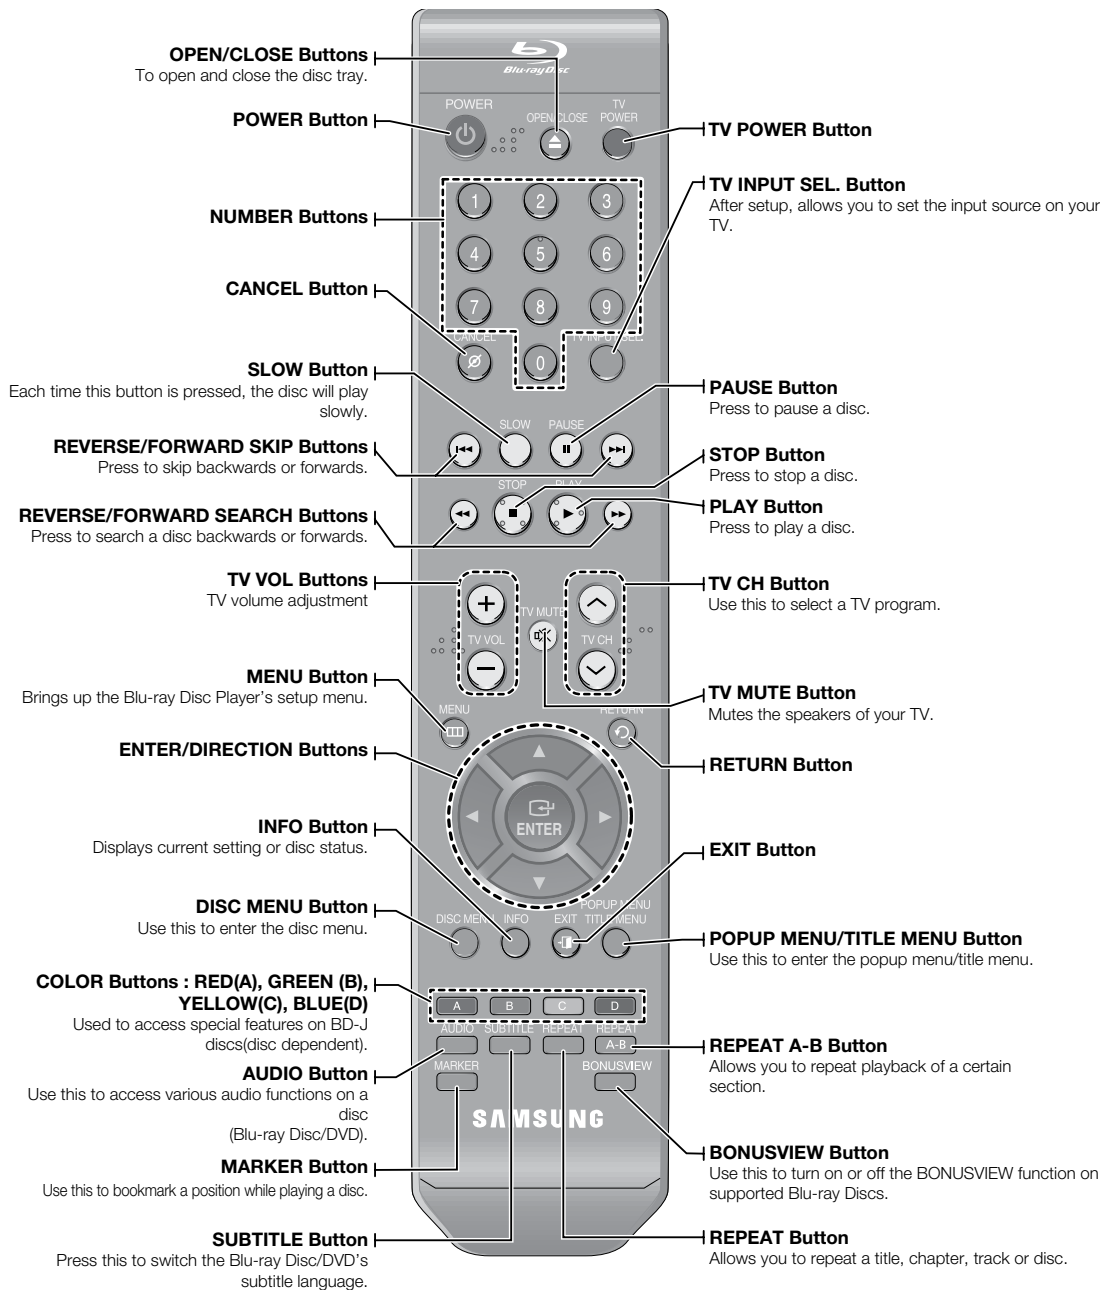 OPEN/CLOSE Buttons
To open and close the disc tray.
POWER Button
NUMBER Buttons
CANCEL Button
SLOW Button
Each time this button is pressed, the disc will play
slowly.
REVERSE/FORWARD SKIP Buttons
Press to skip backwards or forwards.
REVERSE/FORWARD SEARCH Buttons
Press to search a disc backwards or forwards.
TV VOL Buttons
TV volume adjustment
MENU Button
Brings up the Blu-ray Disc Player's setup menu.
ENTER/DIRECTION Buttons
INFO Button
Displays current setting or disc status.
DISC MENU Button
Use this to enter the disc menu.
COLOR Buttons : RED(A), GREEN (B),
YELLOW(C), BLUE(D)
Used to access special features on BD-J
discs(disc dependent).
AUDIO Button
Use this to access various audio functions on a
disc
(Blu-ray Disc/DVD).
MARKER Button
Use this to bookmark a position while playing a disc.
SUBTITLE Button
Press this to switch the Blu-ray Disc/DVD's
subtitle language.
Blu-ray Disc
POWER
OPEN/CLOSE
TV
POWER
1 2 3
4 5 6
7 8 9
CANCEL
TV INPUT SEL.
0
SLOW PAUSE
STOP PLAY
TV MUTE
TV VOL
TV CH
MENU
RETURN
ENTER
DISC MENU INFO EXIT
POPUP MENU
TITLE MENU
A B C D
AUDIO SUBTITLE REPEAT REPEAT
A-B
MARKER
BONUSVIEW
SAMSUNG
TV POWER Button
TV INPUT SEL. Button
After setup, allows you to set the input source on your
TV.
PAUSE Button
Press to pause a disc.
STOP Button
Press to stop a disc.
PLAY Button
Press to play a disc.
TV CH Button
Use this to select a TV program.
TV MUTE Button
Mutes the speakers of your TV.
RETURN Button
EXIT Button
POPUP MENU/TITLE MENU Button
Use this to enter the popup menu/title menu.
REPEAT A-B Button
Allows you to repeat playback of a certain
section.
BONUSVIEW Button
Use this to turn on or off the BONUSVIEW function on
supported Blu-ray Discs.
REPEAT Button
Allows you to repeat a title, chapter, track or disc.